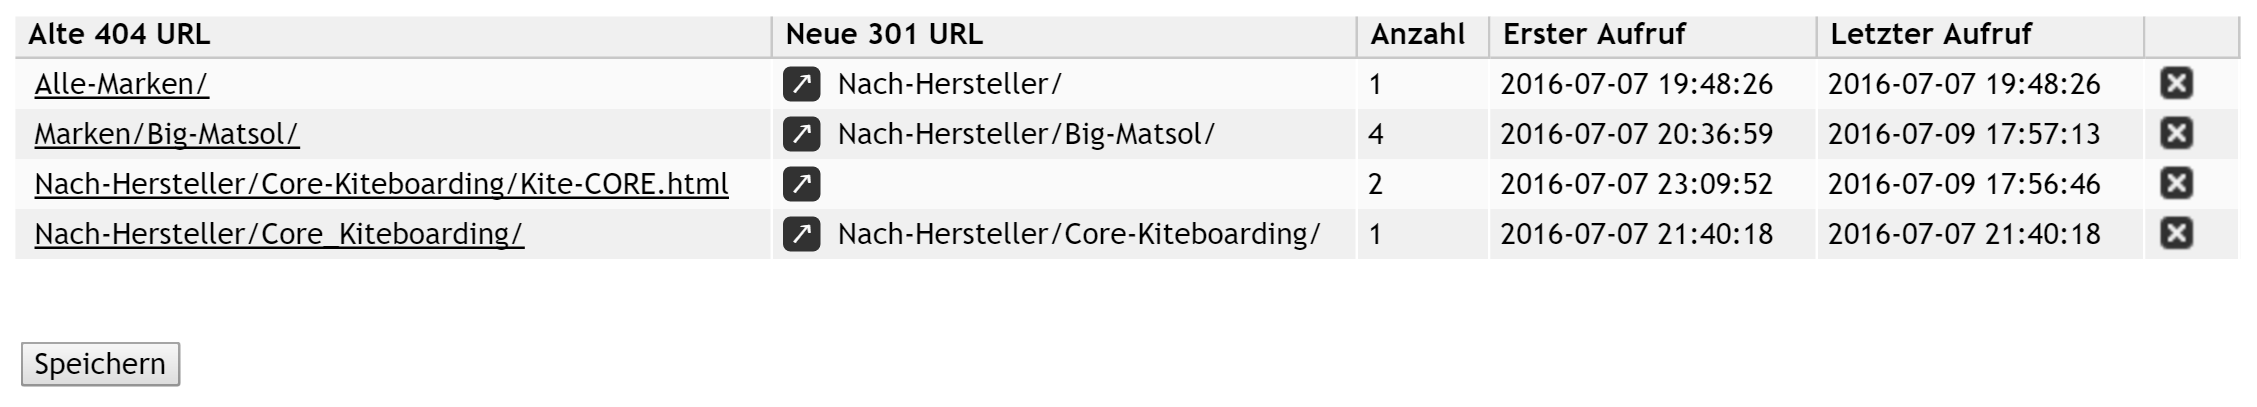 Alte 404 URL Neue 301 URL Anzahl Erster Aufruf Letzter Aufruf
Alle-Marken/ Nach-Hersteller/ 1 2016-07-07 19:48:26 2016-07-07 19:48:26
Marken/Big-Matsol/ Nach-Hersteller/Big-Matsol/ 4 2016-07-07 20:36:59 2016-07-09 17:57:13
Nach-Hersteller/Core-Kiteboarding/Kite-CORE.html 2 2016-07-07 23:09:52 2016-07-09 17:56:46
Nach-Hersteller/Core_Kiteboarding/ Nach-Hersteller/Core-Kiteboarding/ 1 2016-07-07 21:40:18 2016-07-07 21:40:18
Speichern